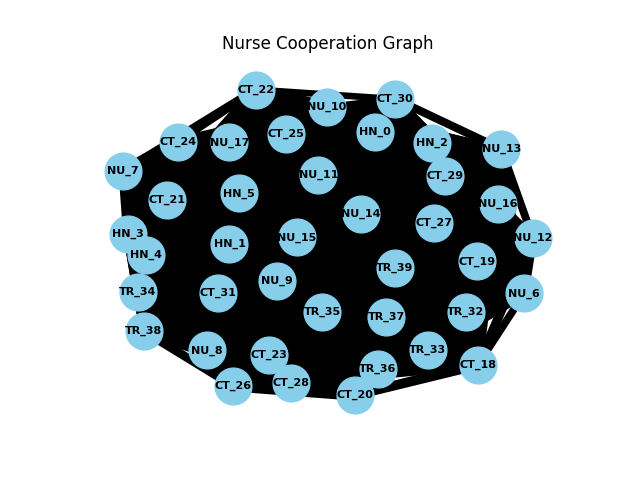 Nurse Cooperation Graph
CT_22
NU_10
CT_30
CT_24
NU_17
CT_25
HN_0
HN_2
NU_13
NU_7
NU_11
CT_29
CT_21
HN_5
NU_14
NU_16
HN_3
HN_4
HN_1
NU_15
CT_27
NU_12
TR_34
CT_31
NU_9
TR_39
CT_19
NU_6
TR_38
TR_35
TR_37
TR_32
NU_8
CT_23
TR_36
TR_33
CT_18
CT_26
CT_28
CT_20